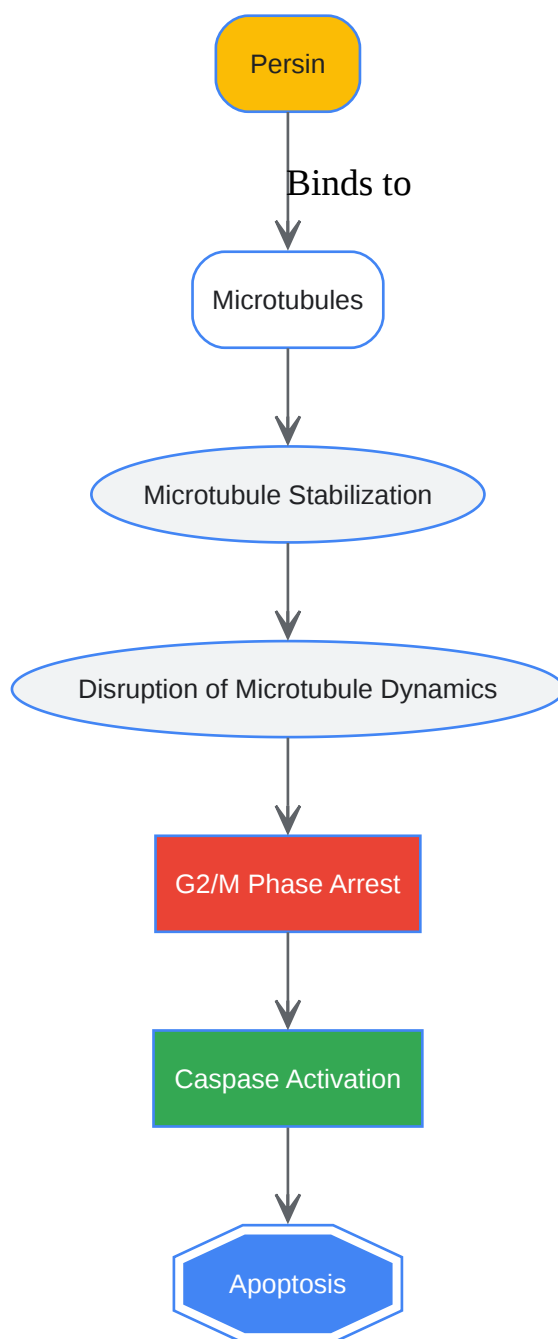 Persin
Binds to
Microtubules
Microtubule Stabilization
Disruption of Microtubule Dynamics
G2/M Phase Arrest
Caspase Activation
Apoptosis